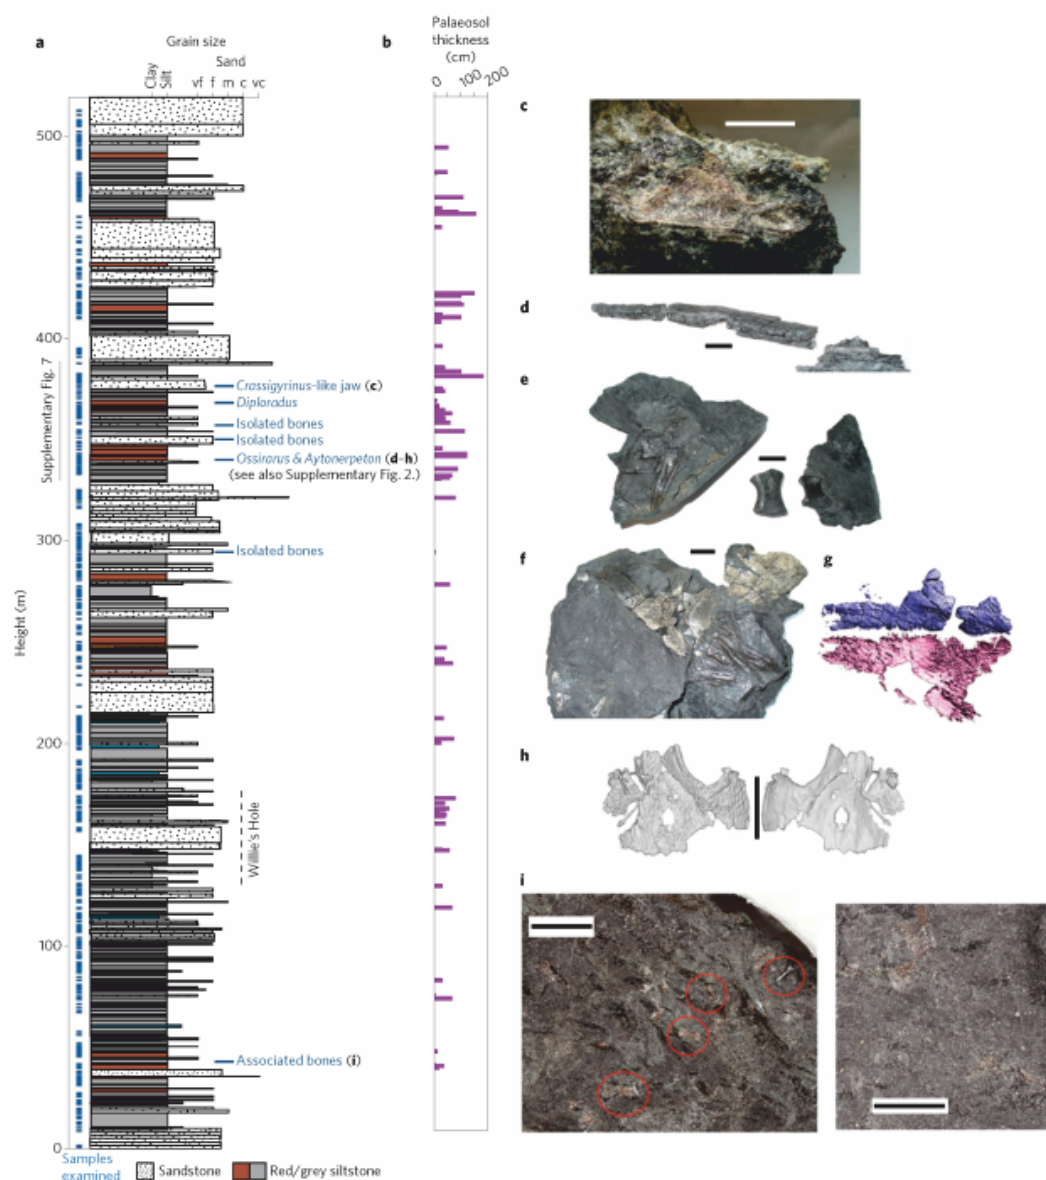 a
Grain size
Sand
Clay
Silt
vf f m c vc
b
Palaeosol
thickness
(cm)
0 100 200
500
400
300
200
100
0
Height (m)
Supplementary Fig. 7
Crassigyrinus-like jaw (c)
Diploradus
Isolated bones
Isolated bones
Ossirarus & Aytonerpeton (d–h)
(see also Supplementary Fig. 2.)
Isolated bones
Willie's Hole
Associated bones (i)
Samples
examined
Sandstone
Red/grey siltstone
c
d
e
f
g
h
i